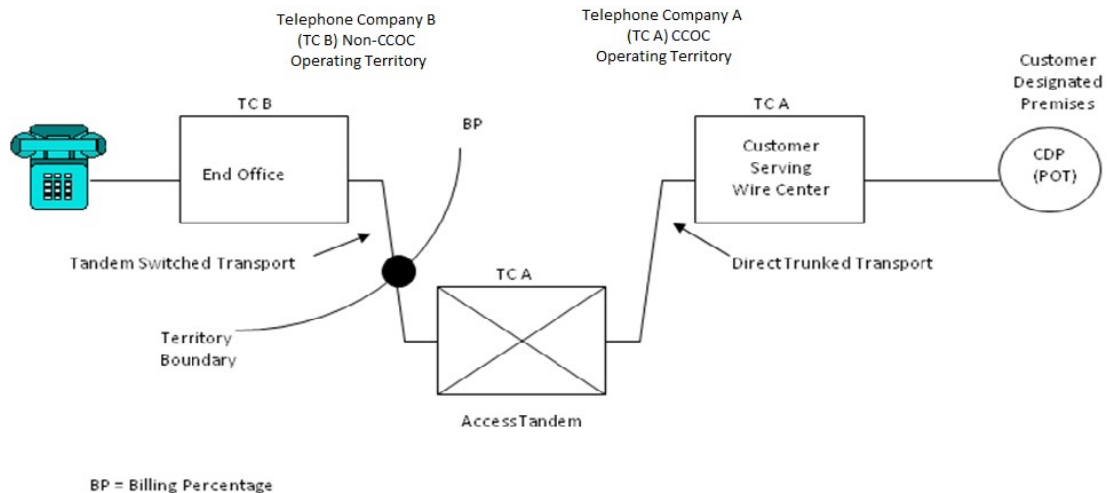 Telephone Company B
(TC B) Non-CCOC
Operating Territory
Telephone Company A
(TC A) CCOC
Operating Territory
Customer
Designated
Premises
TC B
BP
TC A
End Office
Customer
Serving
Wire Center
CDP
(POT)
Tandem Switched Transport
TC A
Direct Trunked Transport
Territory
Boundary
AccessTandem
BP = Billing Percentage